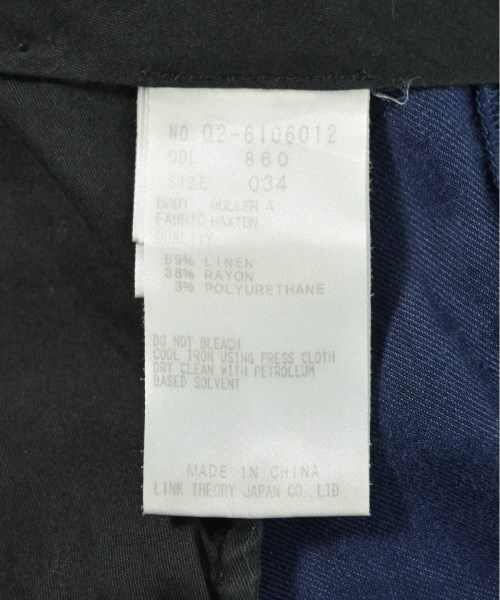 NO. 02-6106012
COL 860
SIZE 034
BODY MULLER A
FABRIC HAXTEN
QUALITY
59% LINEN
38% RAYON
3% POLYURETHANE
DO NOT BLEACH
COOL IRON USING PRESS CLOTH
DRY CLEAN WITH PETROLEUM
BASED SOLVENT
MADE IN CHINA
LINK THEORY JAPAN CO.,LTD